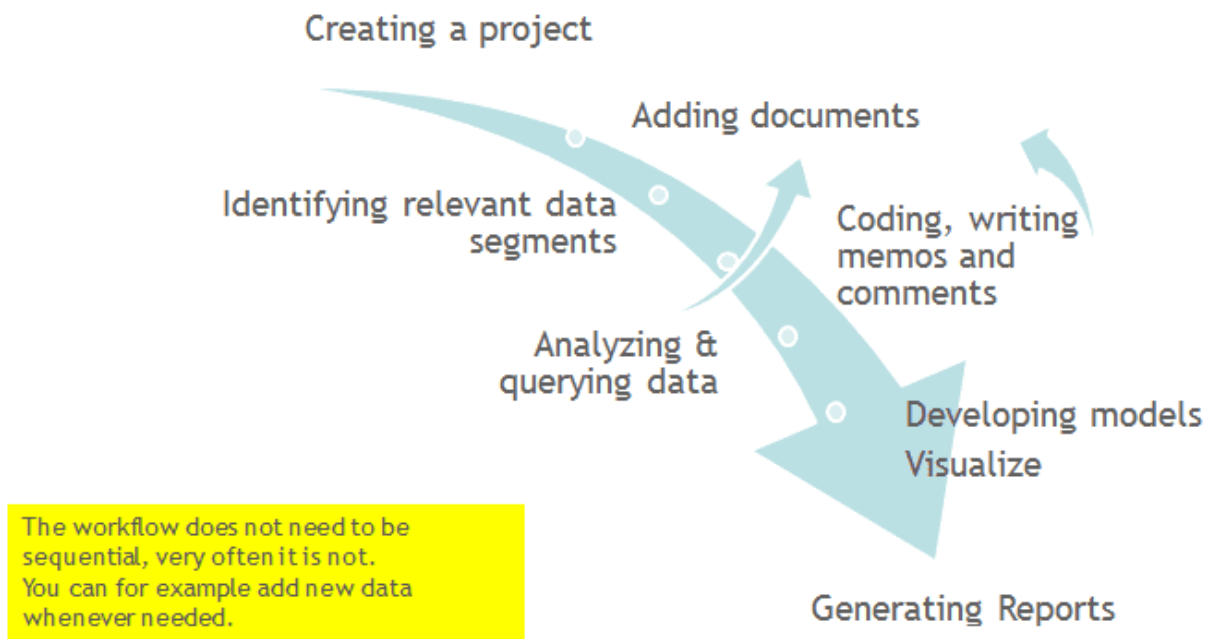 Creating a project
Adding documents
Identifying relevant data
segments
Coding, writing
memos and
comments
Analyzing &
querying data
Developing models
Visualize
The workflow does not need to be
sequential, very often it is not.
You can for example add new data
whenever needed.
Generating Reports